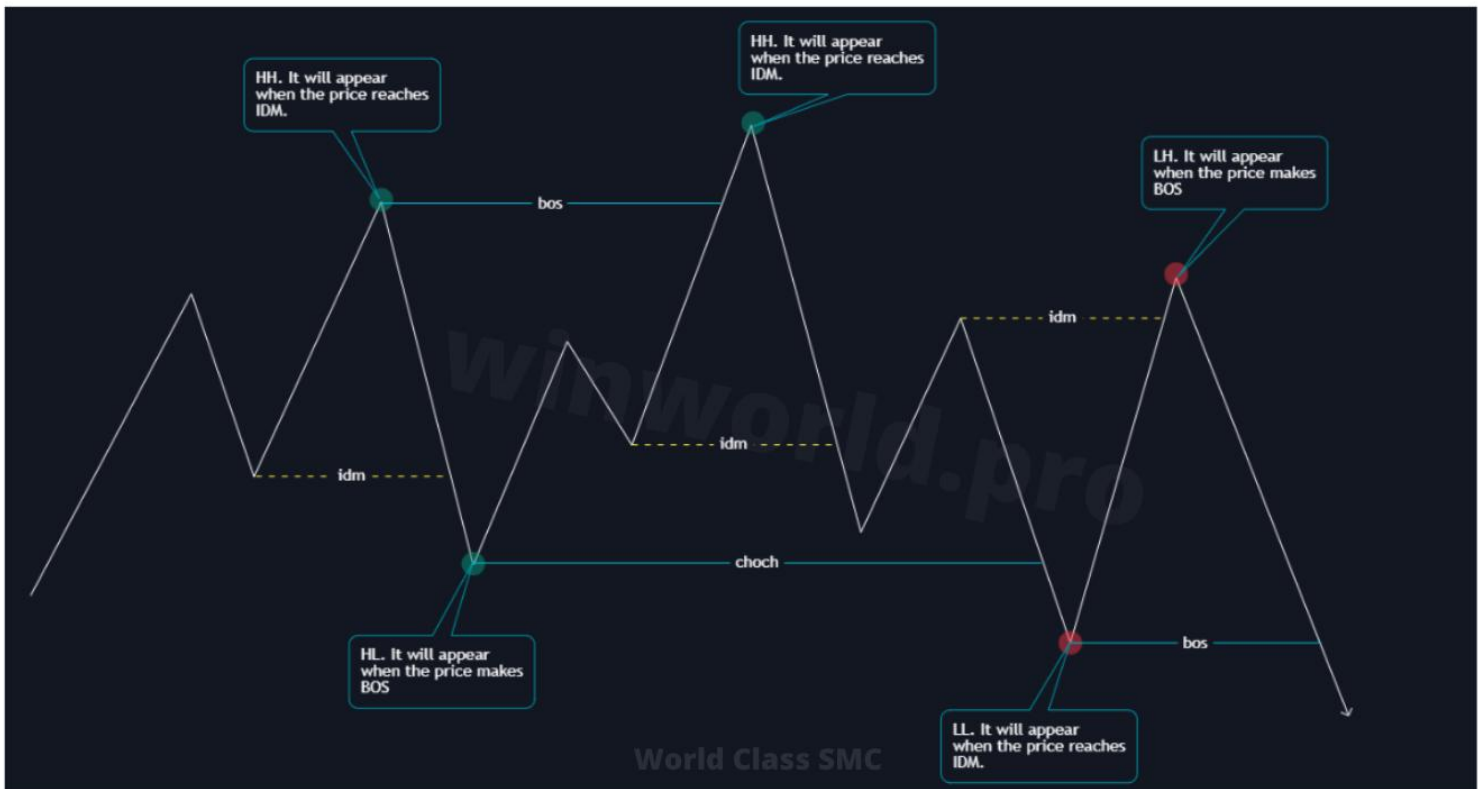 HH. It will appear
when the price reaches
IDM.
HH. It will appear
when the price reaches
IDM.
LH. It will appear
when the price makes
BOS
bos
idm
winworld.pro
idm
idm
choch
HL. It will appear
when the price makes
BOS
bos
LL. It will appear
when the price reaches
IDM.
World Class SMC